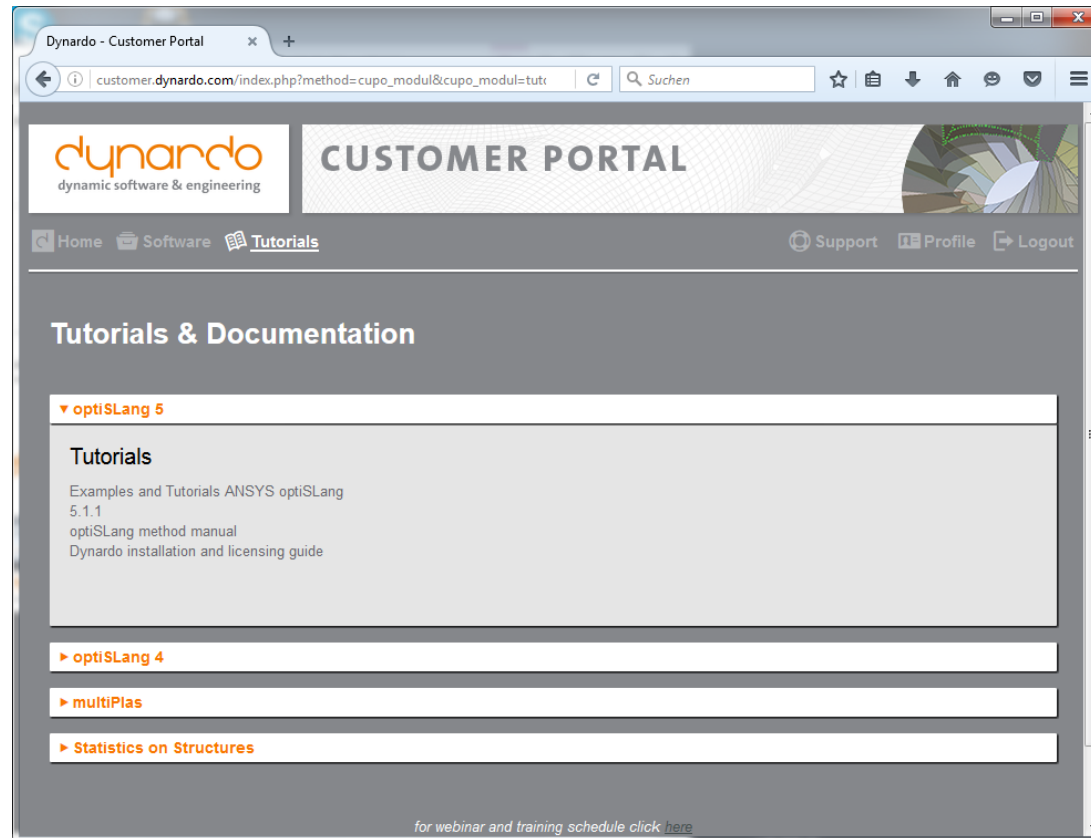 Dynardo - Customer Portal
customer.dynardo.com/index.php?method=cupo_modul&cupo_modul=tuto
Suchen
dynardo
dynamic software & engineering
CUSTOMER PORTAL
Home Software Tutorials Support Profile Logout
Tutorials & Documentation
optiSLang 5
Tutorials
Examples and Tutorials ANSYS optiSLang
5.1.1
optiSLang method manual
Dynardo installation and licensing guide
optiSLang 4
multiPlas
Statistics on Structures
for webinar and training schedule click here